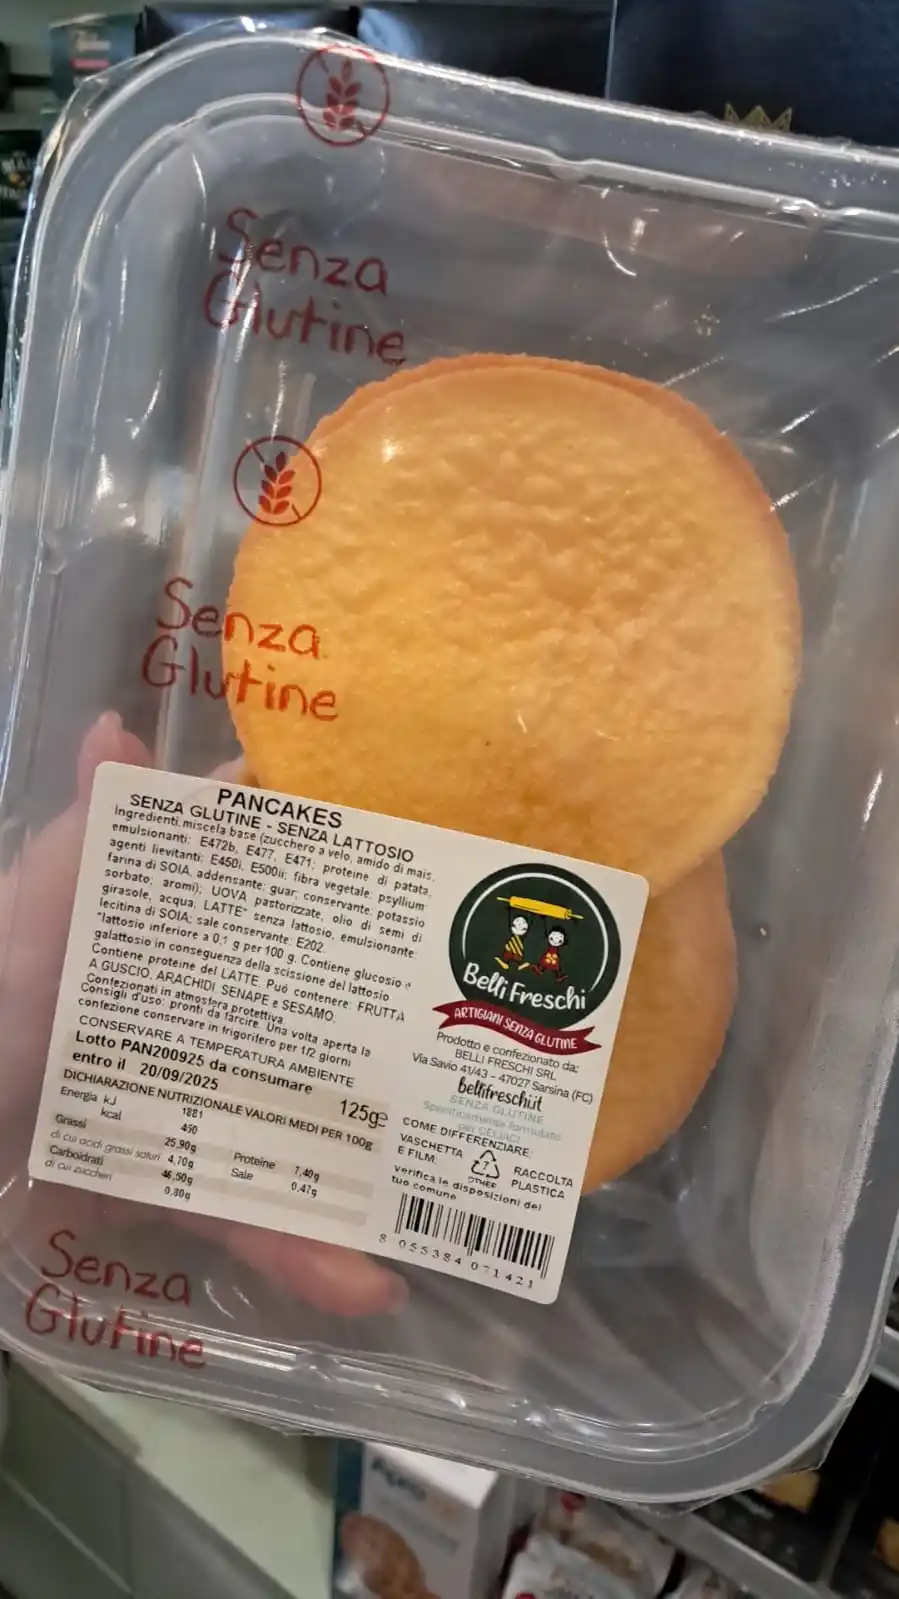 Senza
Glutine
Senza
Glutine
PANCAKES
SENZA GLUTINE - SENZA LATTOSIO
Ingredienti: miscela base (zucchero a velo, amido di mais,
emulsionanti: E472b, E477, E471; proteine di patata,
agenti lievitanti: E450i, E500ii; fibra vegetale: psyllium
farina di SOIA, addensante: guar; conservante: potassio
sorbato; aromi); UOVA pastorizzate, olio di semi di
girasole, acqua, LATTE* senza lattosio, emulsionante:
lecitina di SOIA; sale conservante: E202.
*lattosio inferiore a 0,1 g per 100 g. Contiene glucosio e
galattosio in conseguenza della scissione del lattosio
Contiene proteine del LATTE. Può contenere: FRUTTA
A GUSCIO, ARACHIDI, SENAPE e SESAMO.
Confezionati in atmosfera protettiva.
Consigli d'uso: pronti da farcire. Una volta aperta la
confezione conservare in frigorifero per 1/2 giorni
CONSERVARE A TEMPERATURA AMBIENTE
Lotto PAN200925 da consumare
entro il 20/09/2025
125g e
DICHIARAZIONE NUTRIZIONALE VALORI MEDI PER 100g
Energia kJ 1881
kcal 450
Grassi 25,90g
di cui acidi grassi saturi 4,70g
Carboidrati 46,50g
di cui zuccheri 0,80g
Proteine 7,40g
Sale 0,47g
Belli Freschi
ARTIGIANI SENZA GLUTINE
Prodotto e confezionato da:
BELLI FRESCHI SRL
Via Savio 41/43 - 47027 Sarsina (FC)
bellifreschi.it
SENZA GLUTINE
Specificamente formulato
per CELIACI
COME DIFFERENZIARE:
VASCHETTA
E FILM:
7
OTHER
RACCOLTA
PLASTICA
verifica le disposizioni del
tuo comune
8 055384 071421
Senza
Glutine